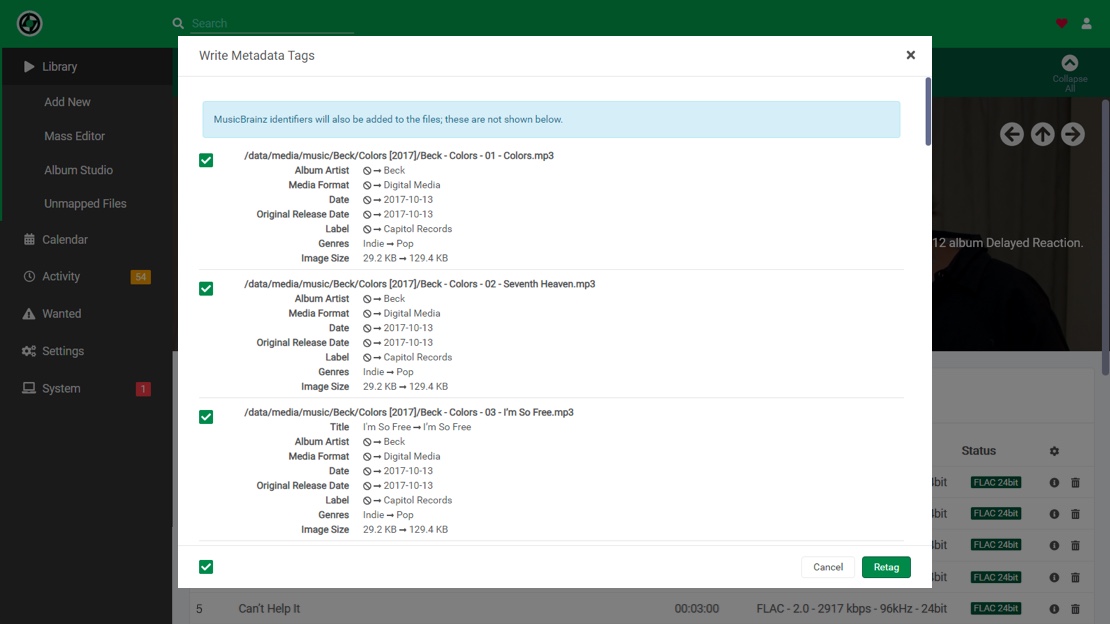 Search
Library
Add New
Mass Editor
Album Studio
Unmapped Files
Calendar
Activity 54
Wanted
Settings
System 1
Collapse
All
12 album Delayed Reaction.
Write Metadata Tags
MusicBrainz identifiers will also be added to the files; these are not shown below.
/data/media/music/Beck/Colors [2017]/Beck - Colors - 01 - Colors.mp3
Album Artist Beck
Media Format Digital Media
Date 2017-10-13
Original Release Date 2017-10-13
Label Capitol Records
Genres Indie ➞ Pop
Image Size 29.2 KB ➞ 129.4 KB
/data/media/music/Beck/Colors [2017]/Beck - Colors - 02 - Seventh Heaven.mp3
Album Artist Beck
Media Format Digital Media
Date 2017-10-13
Original Release Date 2017-10-13
Label Capitol Records
Genres Indie ➞ Pop
Image Size 29.2 KB ➞ 129.4 KB
/data/media/music/Beck/Colors [2017]/Beck - Colors - 03 - I’m So Free.mp3
Title I'm So Free ➞ I’m So Free
Album Artist Beck
Media Format Digital Media
Date 2017-10-13
Original Release Date 2017-10-13
Label Capitol Records
Genres Indie ➞ Pop
Image Size 29.2 KB ➞ 129.4 KB
Cancel Retag
Status
FLAC 24bit
FLAC 24bit
bit FLAC 24bit
bit FLAC 24bit
5 Can’t Help It 00:03:00 FLAC - 2.0 - 2917 kbps - 96kHz - 24bit FLAC 24bit